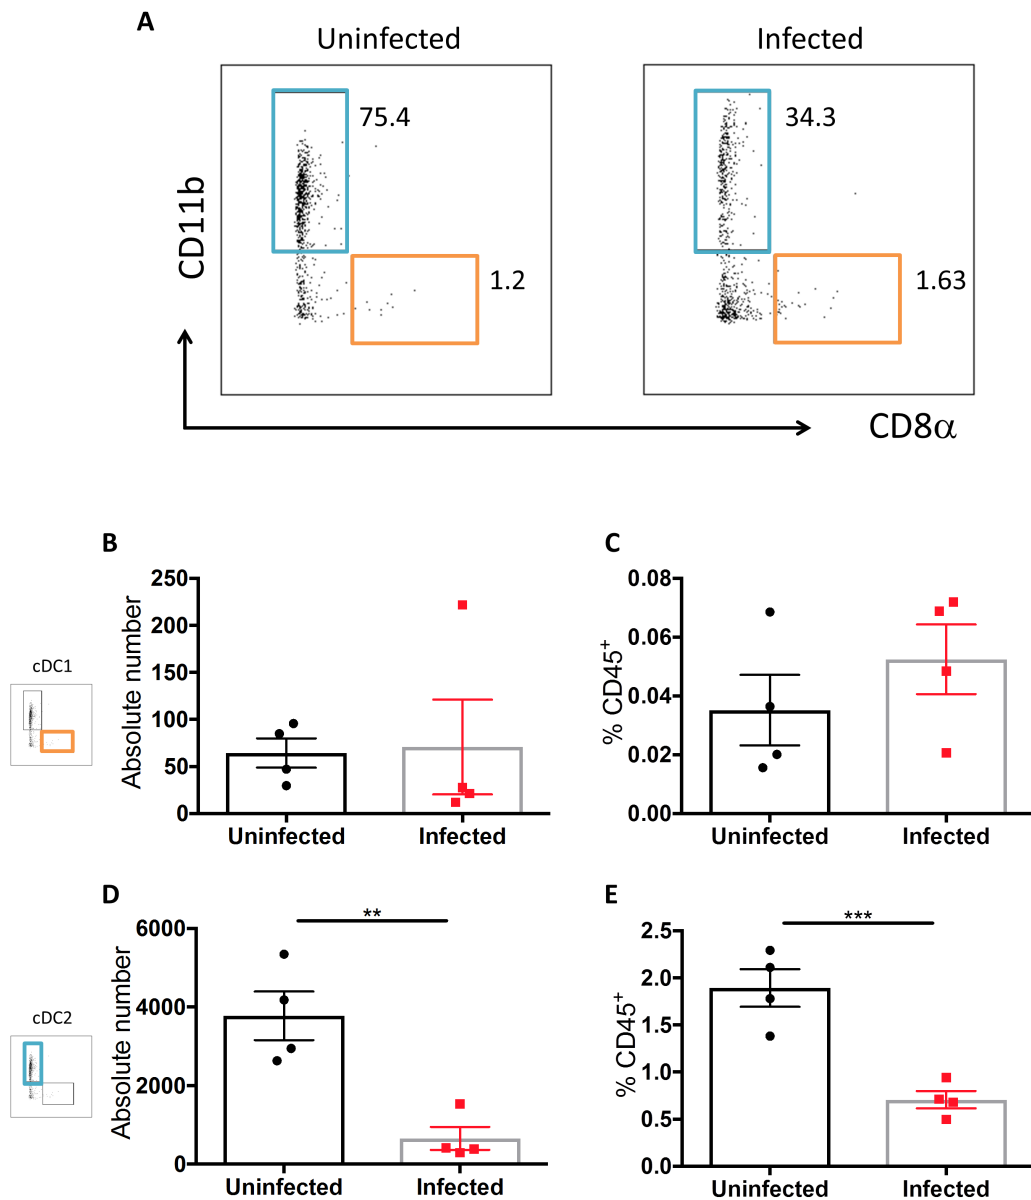 A
Uninfected
Infected
75.4
34.3
CD11b
1.2
1.63
CD8α
B
C
250
200
150
100
50
0
Absolute number
Uninfected
Infected
cDC1
0.08
0.06
0.04
0.02
0.00
% CD45+
Uninfected
Infected
D
E
**
6000
4000
2000
0
Absolute number
Uninfected
Infected
cDC2
***
2.5
2.0
1.5
1.0
0.5
0.0
% CD45+
Uninfected
Infected